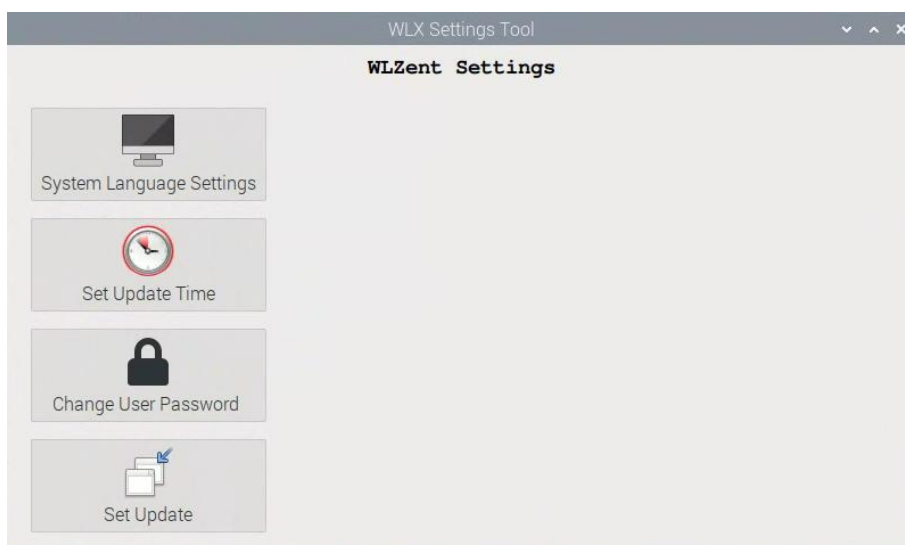 WLX Settings Tool
WLZent Settings
System Language Settings
Set Update Time
Change User Password
Set Update